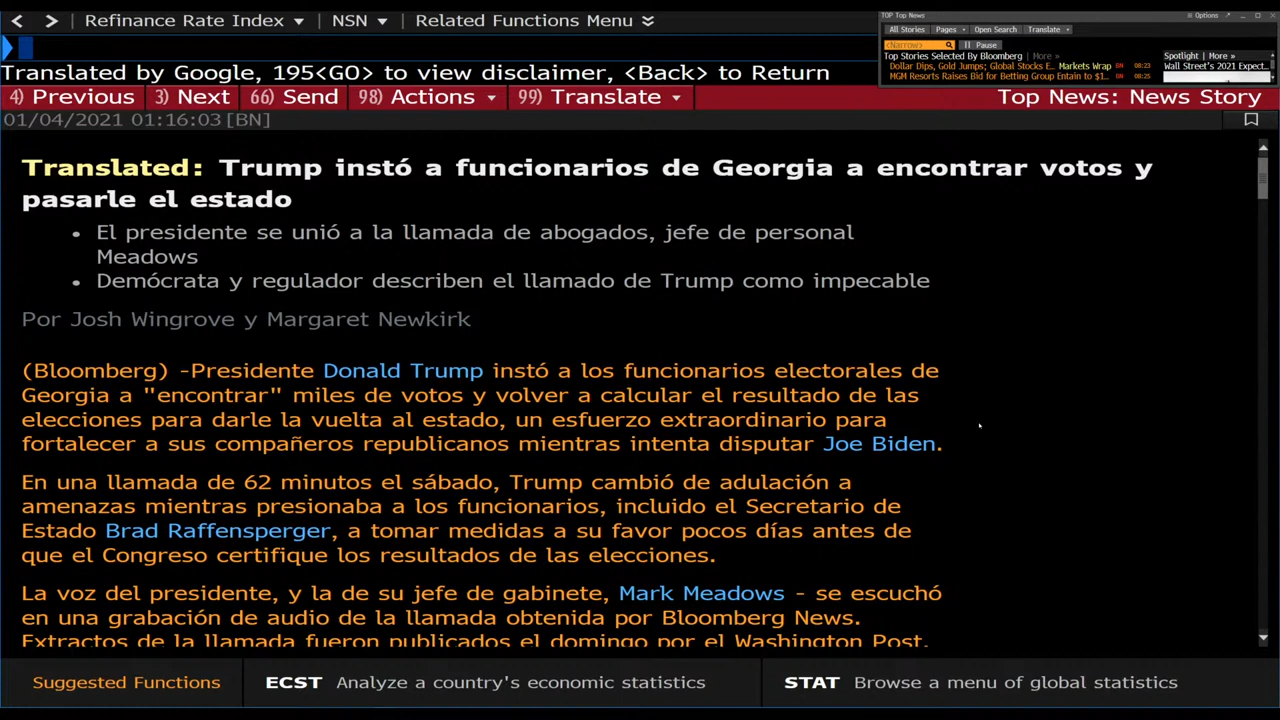 Refinance Rate Index NSN Related Functions Menu
TOP Top News Options
All Stories Pages Open Search Translate
<Narrow> Pause
Top Stories Selected By Bloomberg | More » Spotlight | More »
Dollar Dips, Gold Jumps; Global Stocks E... Markets Wrap BN 08:23 Wall Street's 2021 Expect...
MGM Resorts Raises Bid for Betting Group Entain to $1... BN 08:25
Translated by Google, 195<GO> to view disclaimer, <Back> to Return
4) Previous 3) Next 66) Send 98) Actions 99) Translate Top News: News Story
01/04/2021 01:16:03 [BN]
Translated: Trump instó a funcionarios de Georgia a encontrar votos y
pasarle el estado
• El presidente se unió a la llamada de abogados, jefe de personal
Meadows
• Demócrata y regulador describen el llamado de Trump como impecable
Por Josh Wingrove y Margaret Newkirk
(Bloomberg) -Presidente Donald Trump instó a los funcionarios electorales de
Georgia a "encontrar" miles de votos y volver a calcular el resultado de las
elecciones para darle la vuelta al estado, un esfuerzo extraordinario para
fortalecer a sus compañeros republicanos mientras intenta disputar Joe Biden.
En una llamada de 62 minutos el sábado, Trump cambió de adulación a
amenazas mientras presionaba a los funcionarios, incluido el Secretario de
Estado Brad Raffensperger, a tomar medidas a su favor pocos días antes de
que el Congreso certifique los resultados de las elecciones.
La voz del presidente, y la de su jefe de gabinete, Mark Meadows - se escuchó
en una grabación de audio de la llamada obtenida por Bloomberg News.
Extractos de la llamada fueron publicados el domingo por el Washington Post.
Suggested Functions ECST Analyze a country's economic statistics STAT Browse a menu of global statistics